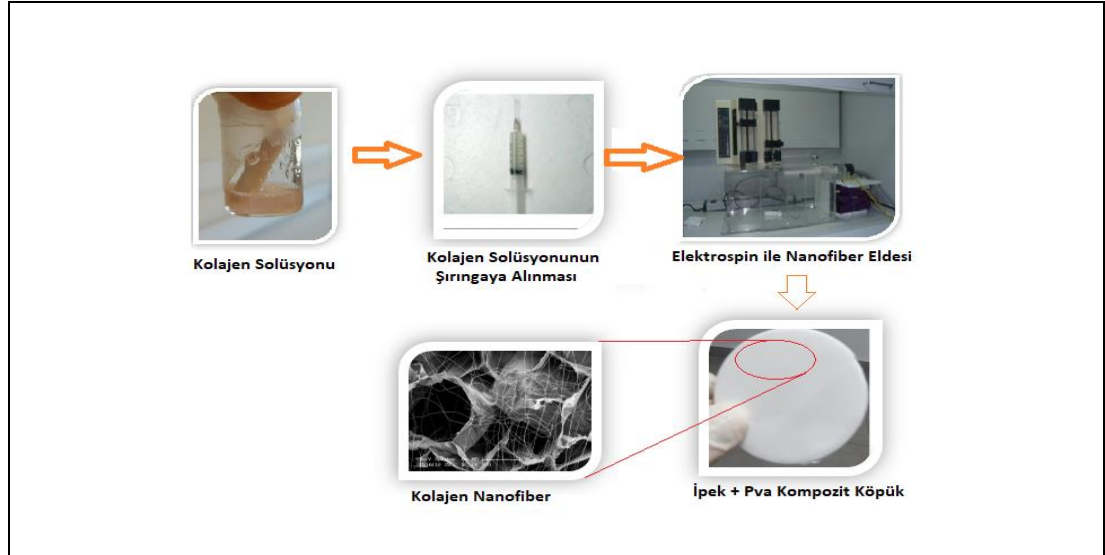 Kolajen Solüsyonu
Kolajen Solüsyonunun
Şırıngaya Alınması
Elektrospin ile Nanofiber Eldesi
Kolajen Nanofiber
İpek + Pva Kompozit Köpük